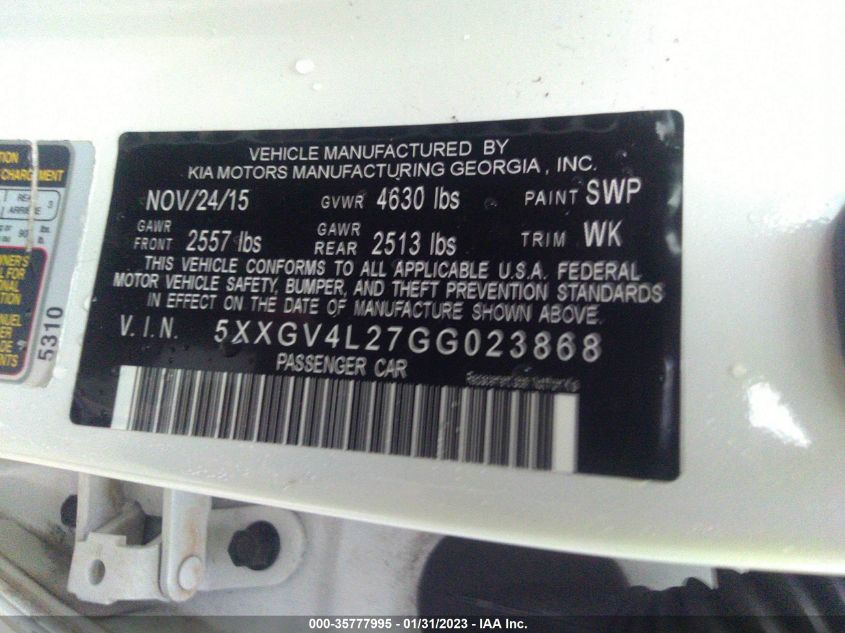 VEHICLE MANUFACTURED BY
KIA MOTORS MANUFACTURING GEORGIA, INC.
NOV/24/15 GVWR 4630 lbs PAINT SWP
GAWR FRONT 2557 lbs GAWR REAR 2513 lbs TRIM WK
THIS VEHICLE CONFORMS TO ALL APPLICABLE U.S.A. FEDERAL
MOTOR VEHICLE SAFETY, BUMPER, AND THEFT PREVENTION STANDARDS
IN EFFECT ON THE DATE OF MANUFACTURE SHOWN ABOVE.
V.I.N. 5XXGV4L27GG023868
PASSENGER CAR
5310
000-35777995 - 01/31/2023 - IAA Inc.